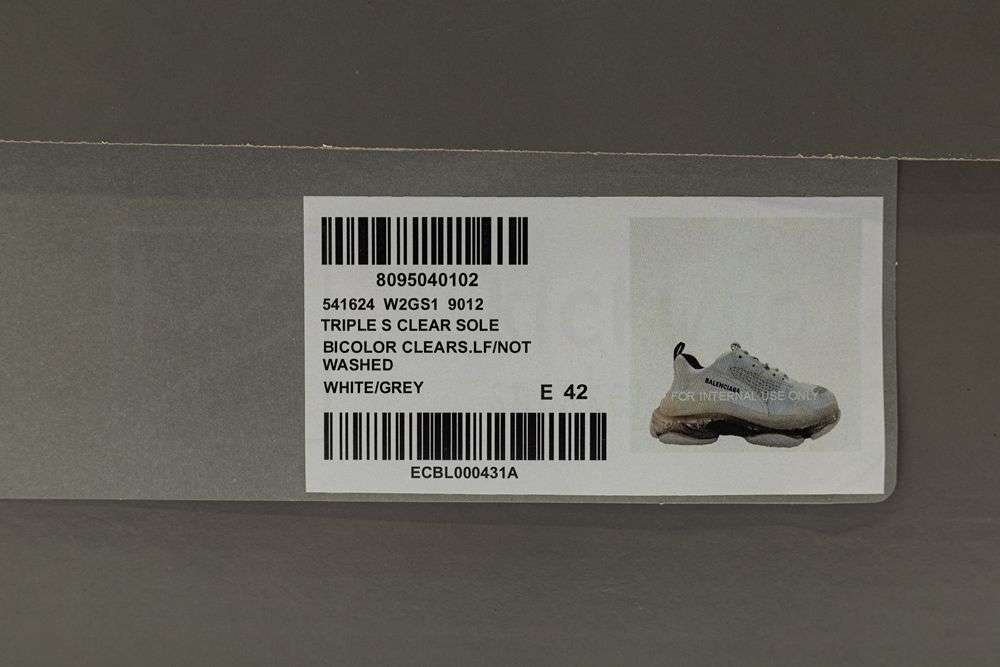 8095040102
541624 W2GS1 9012
TRIPLE S CLEAR SOLE
BICOLOR CLEARS.LF/NOT
WASHED
WHITE/GREY
E 42
ECBL000431A
BALENCIAGA
FOR INTERNAL USE ONLY